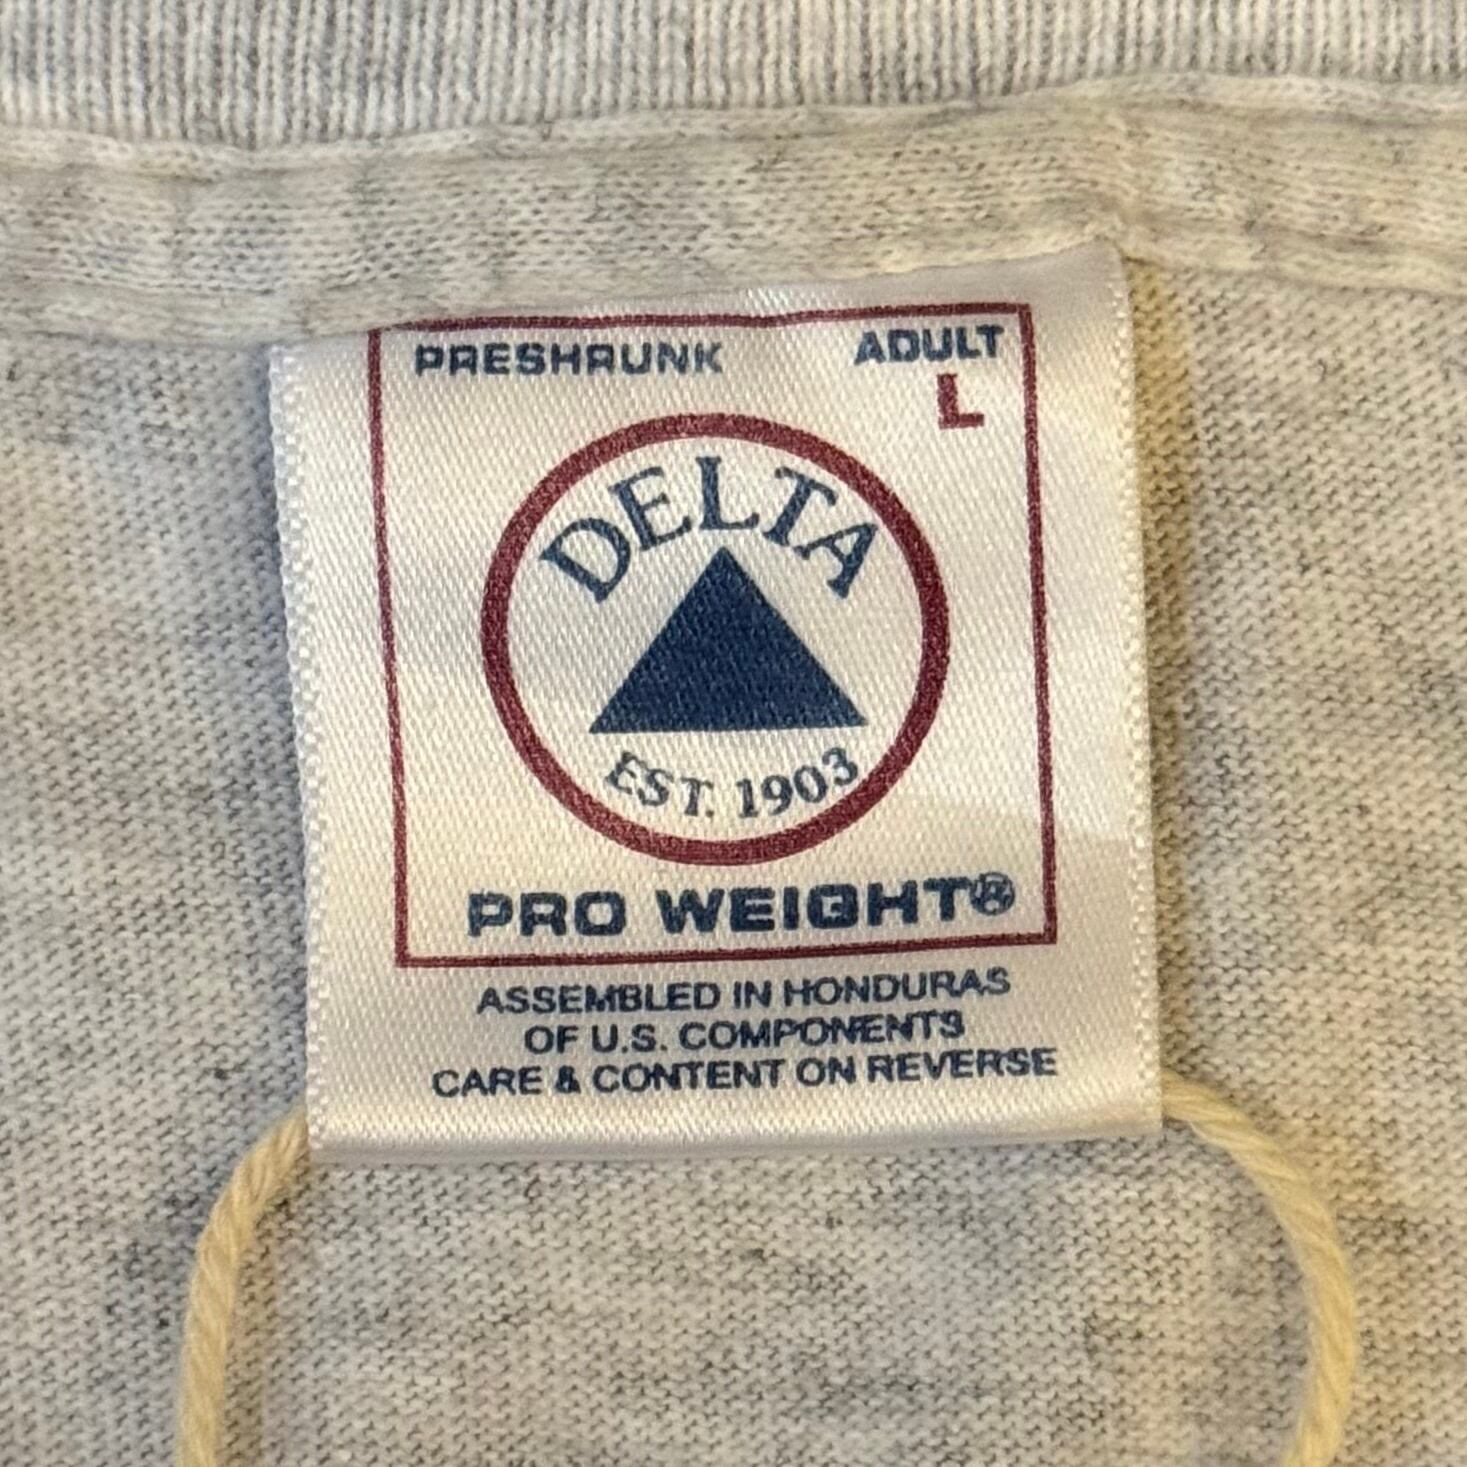 PRESHRUNK
ADULT
L
DELTA
EST. 1903
PRO WEIGHT®
ASSEMBLED IN HONDURAS
OF U.S. COMPONENTS
CARE & CONTENT ON REVERSE